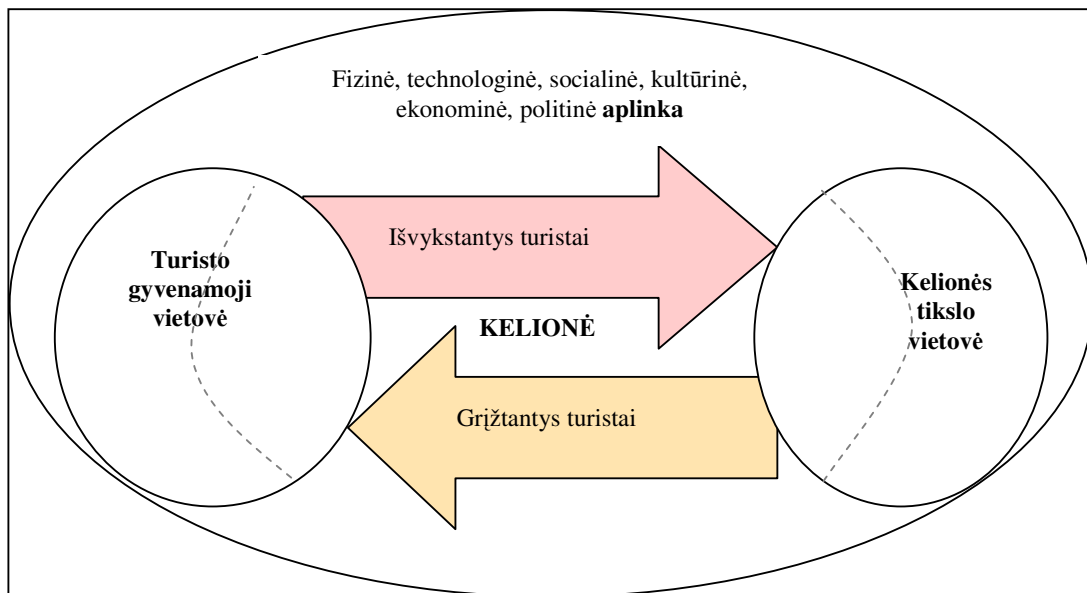 Fizinė, technologinė, socialinė, kultūrinė,
ekonominė, politinė aplinka
Išvykstantys turistai
Turisto
gyvenamoji
vietovė
Kelionės
tikslo
vietovė
KELIONĖ
Grįžtantys turistai